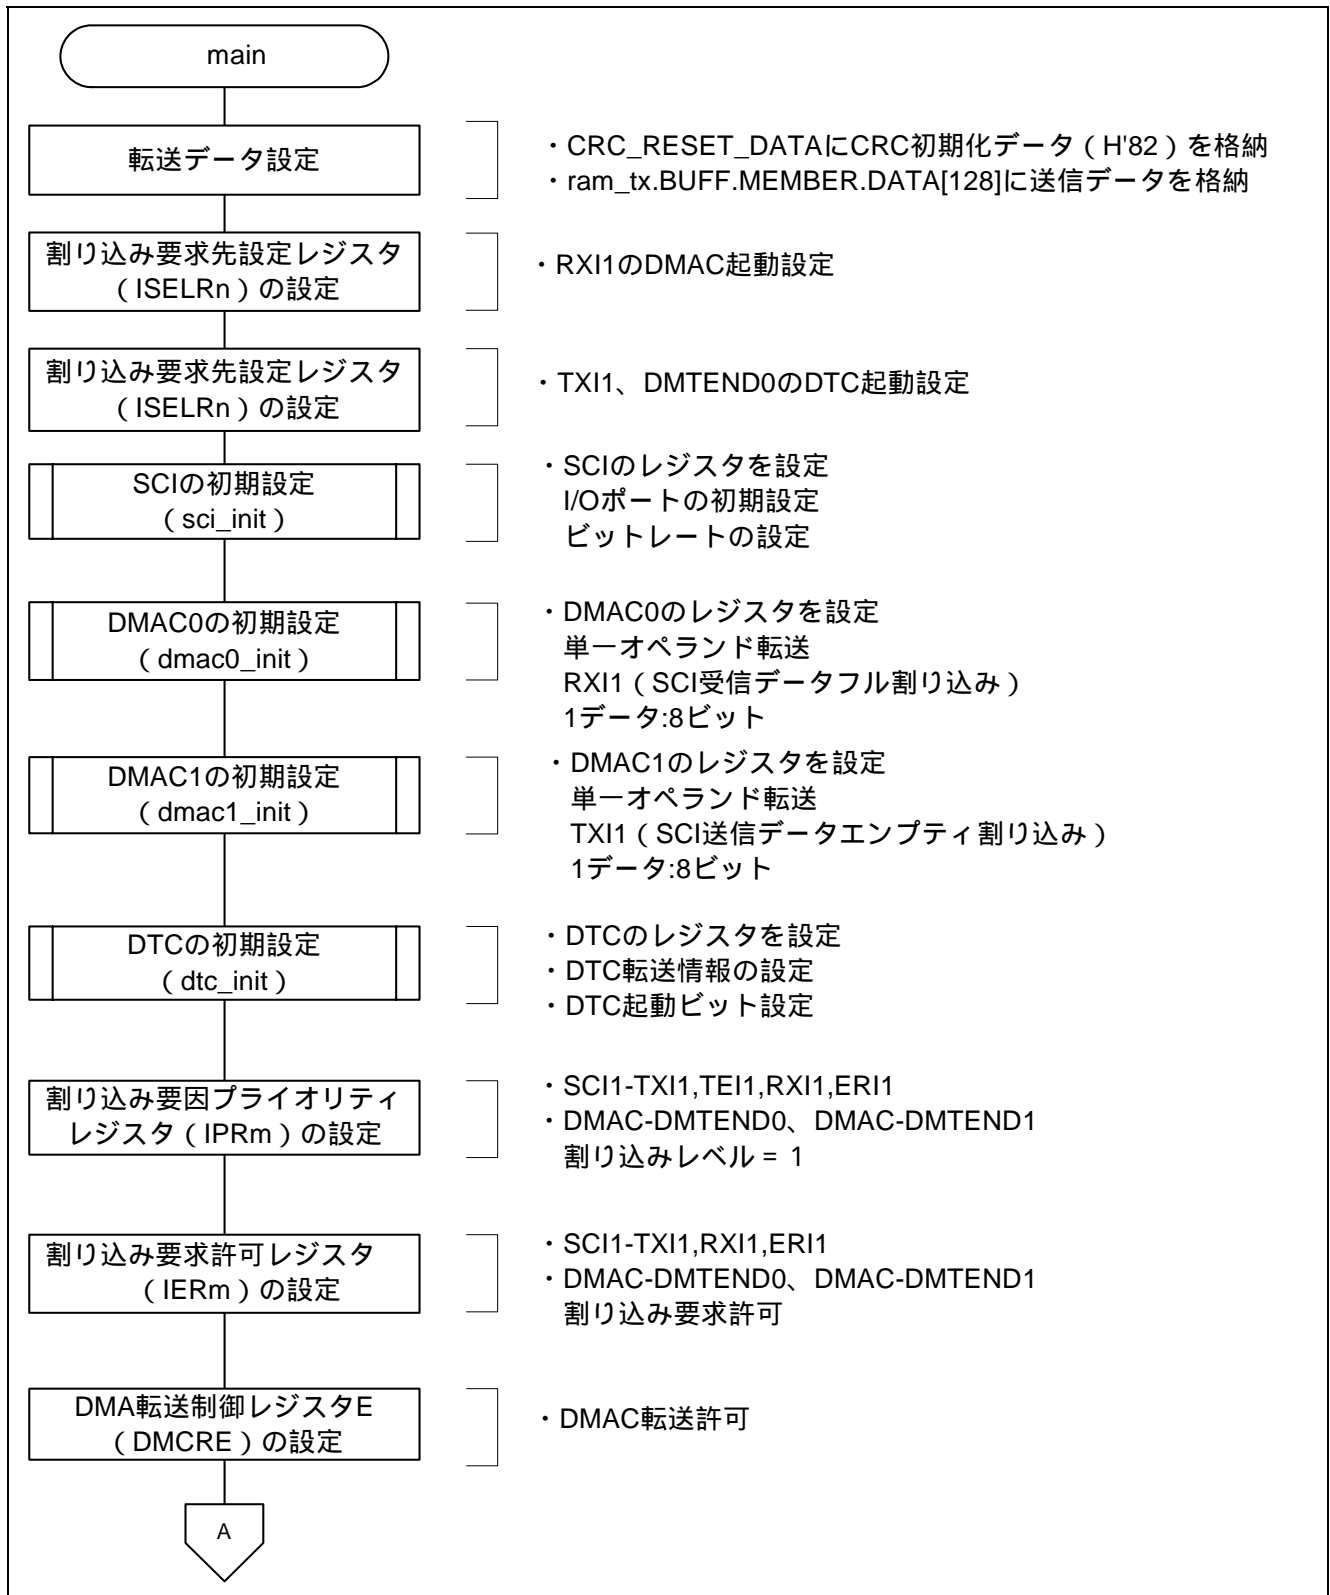 main
転送データ設定
・CRC_RESET_DATAにCRC初期化データ（H'82）を格納
・ram_tx.BUFF.MEMBER.DATA[128]に送信データを格納
割り込み要求先設定レジスタ
（ISELRn）の設定
・RXI1のDMAC起動設定
割り込み要求先設定レジスタ
（ISELRn）の設定
・TXI1、DMTEND0のDTC起動設定
SCIの初期設定
（sci_init）
・SCIのレジスタを設定
I/Oポートの初期設定
ビットレートの設定
DMAC0の初期設定
（dmac0_init）
・DMAC0のレジスタを設定
単一オペランド転送
RXI1（SCI受信データフル割り込み）
1データ:8ビット
DMAC1の初期設定
（dmac1_init）
・DMAC1のレジスタを設定
単一オペランド転送
TXI1（SCI送信データエンプティ割り込み）
1データ:8ビット
DTCの初期設定
（dtc_init）
・DTCのレジスタを設定
・DTC転送情報の設定
・DTC起動ビット設定
割り込み要因プライオリティ
レジスタ（IPRm）の設定
・SCI1-TXI1,TEI1,RXI1,ERI1
・DMAC-DMTEND0、DMAC-DMTEND1
割り込みレベル = 1
割り込み要求許可レジスタ
（IERm）の設定
・SCI1-TXI1,RXI1,ERI1
・DMAC-DMTEND0、DMAC-DMTEND1
割り込み要求許可
DMA転送制御レジスタE
（DMCRE）の設定
・DMAC転送許可
A